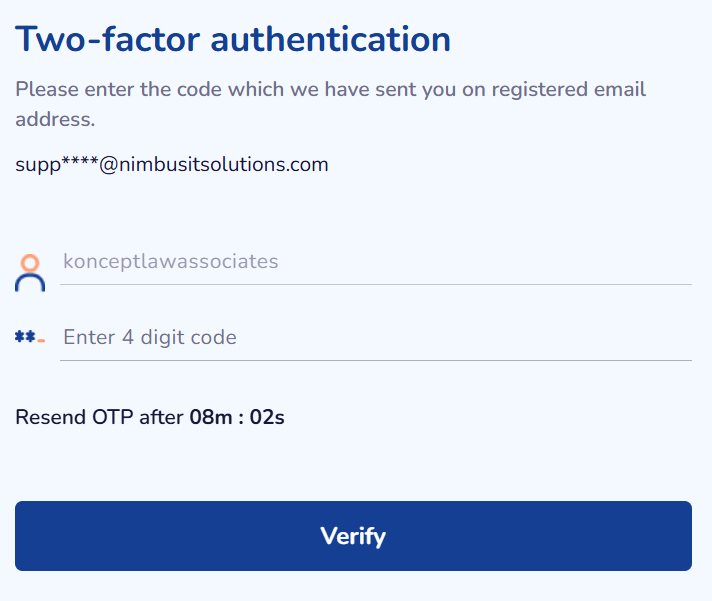 Two-factor authentication
Please enter the code which we have sent you on registered email
address.
supp****@nimbusitsolutions.com
konceptlawassociates
**_ Enter 4 digit code
Resend OTP after 08m : 02s
Verify